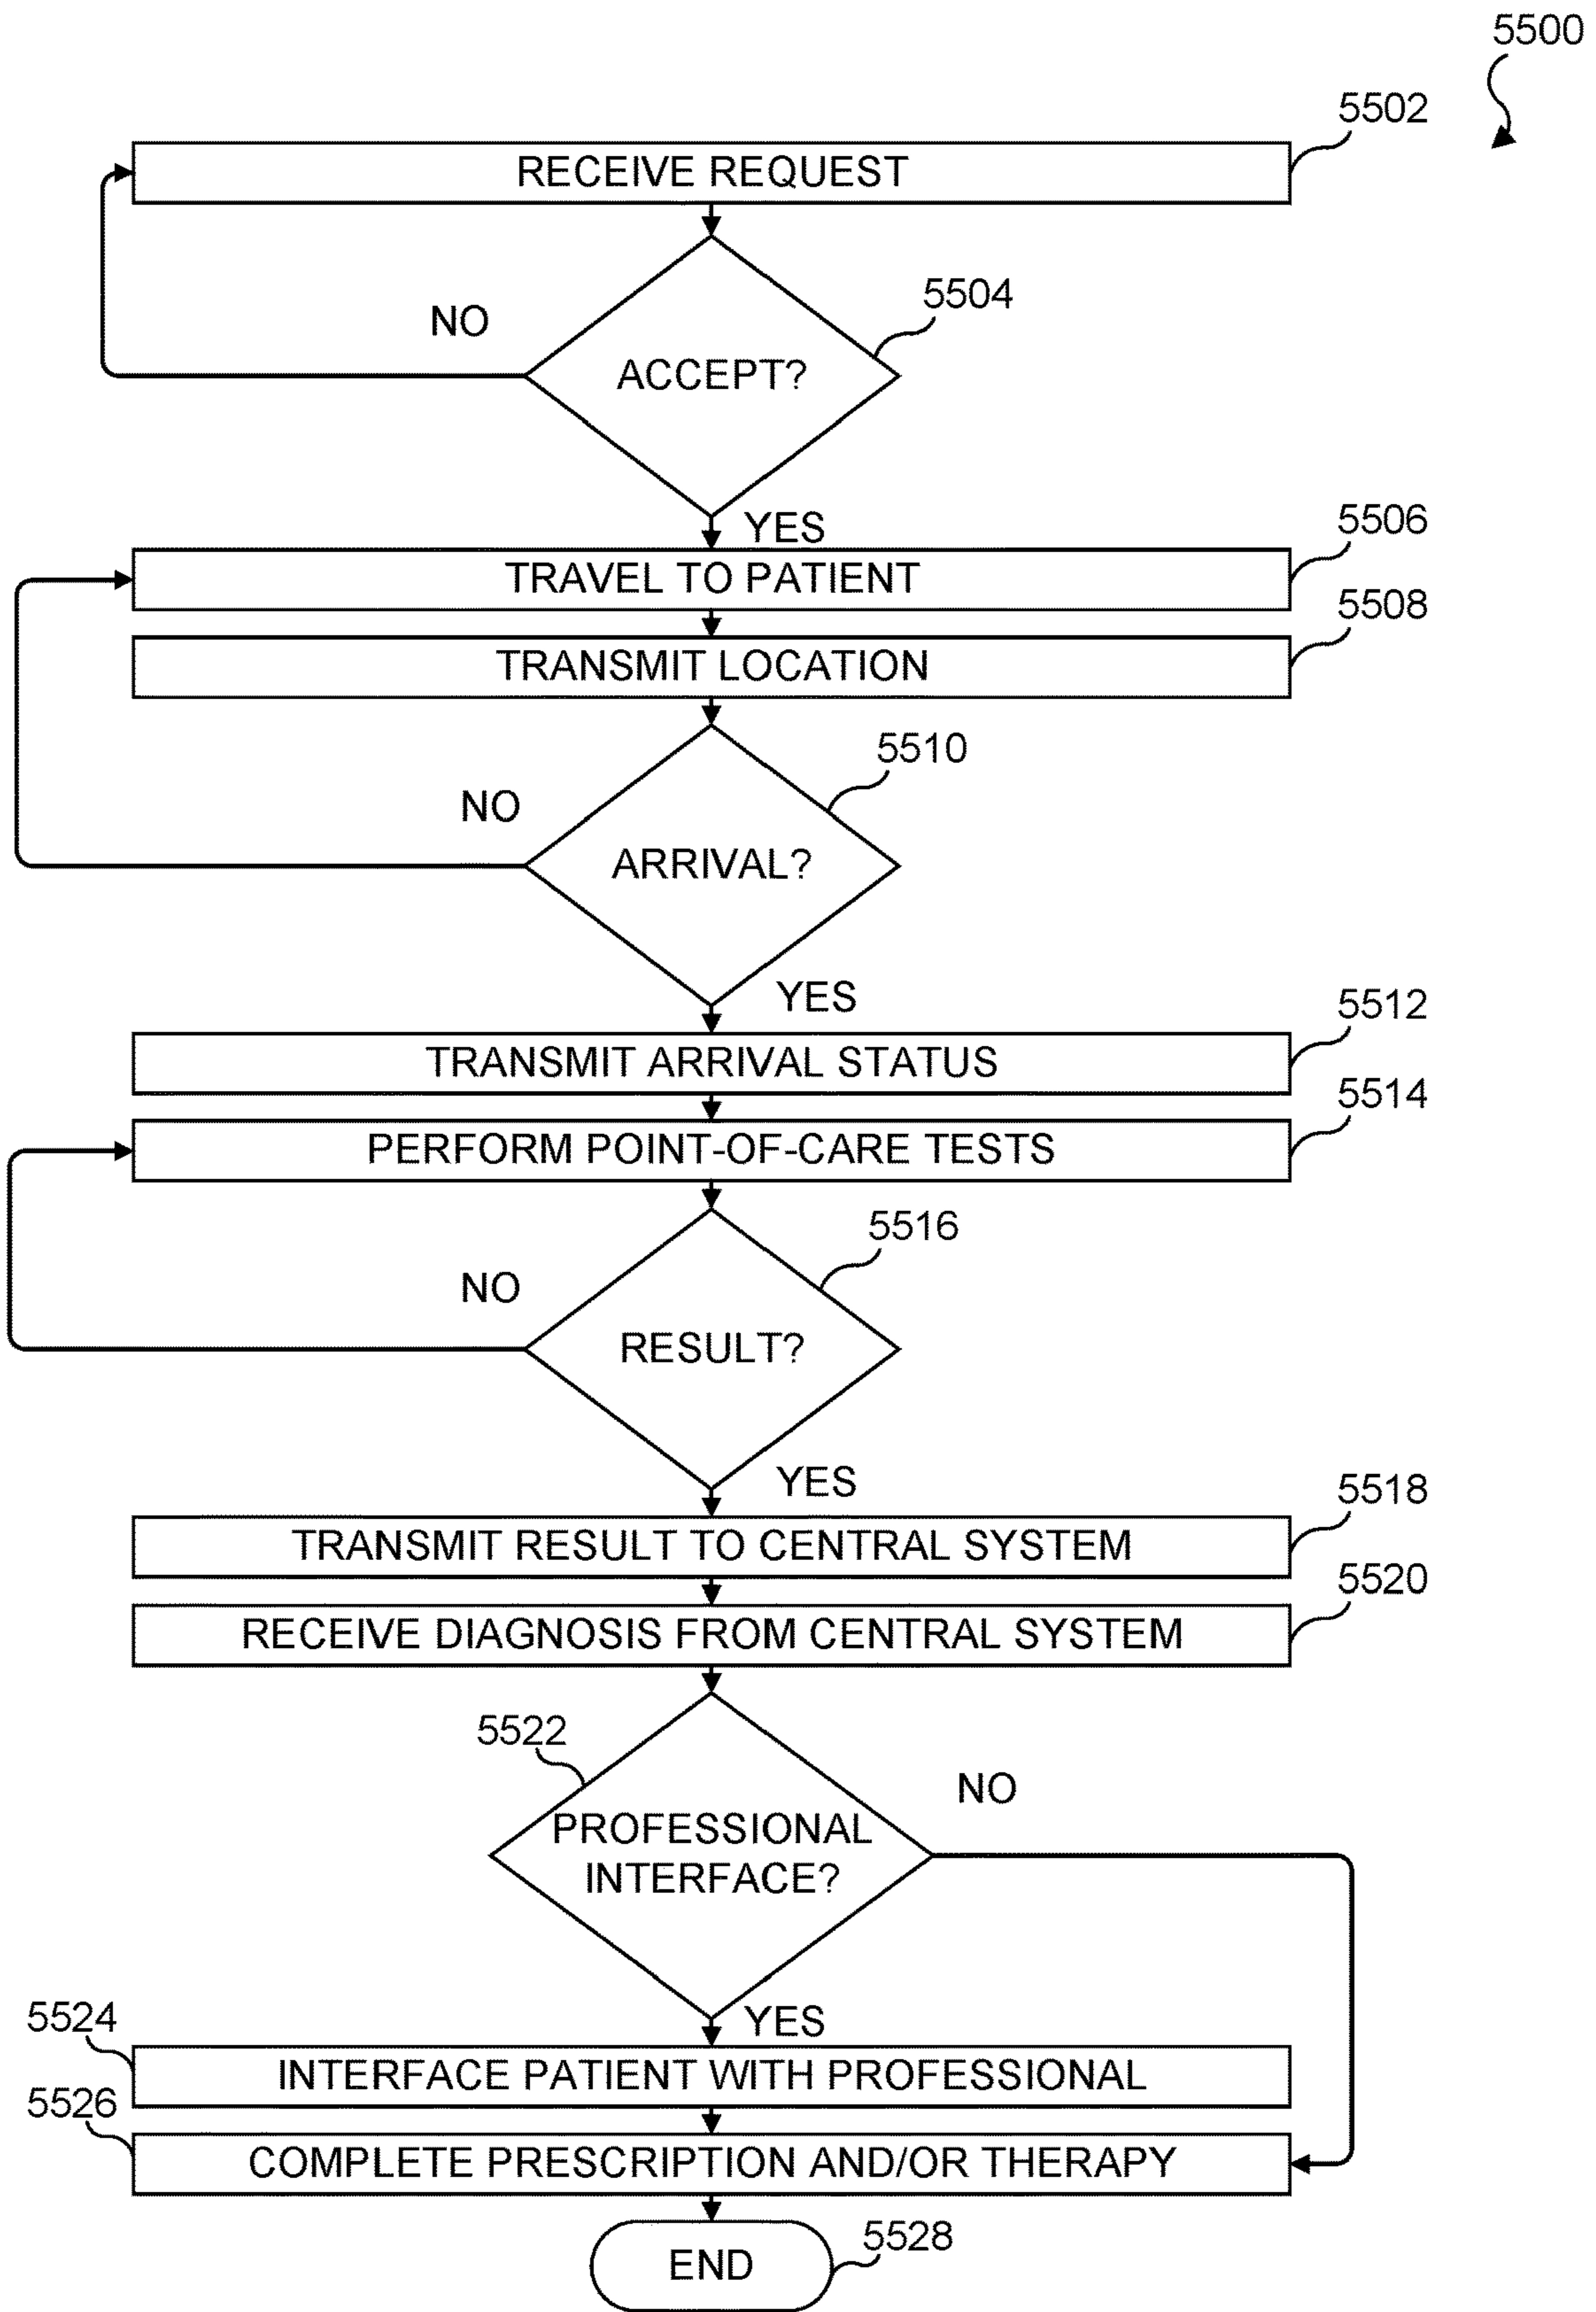 5500
5502
RECEIVE REQUEST
5504
NO
ACCEPT?
YES
5506
TRAVEL TO PATIENT
5508
TRANSMIT LOCATION
5510
NO
ARRIVAL?
YES
5512
TRANSMIT ARRIVAL STATUS
5514
PERFORM POINT-OF-CARE TESTS
5516
NO
RESULT?
YES
5518
TRANSMIT RESULT TO CENTRAL SYSTEM
5520
RECEIVE DIAGNOSIS FROM CENTRAL SYSTEM
5522
NO
PROFESSIONAL
INTERFACE?
YES
5524
INTERFACE PATIENT WITH PROFESSIONAL
5526
COMPLETE PRESCRIPTION AND/OR THERAPY
5528
END